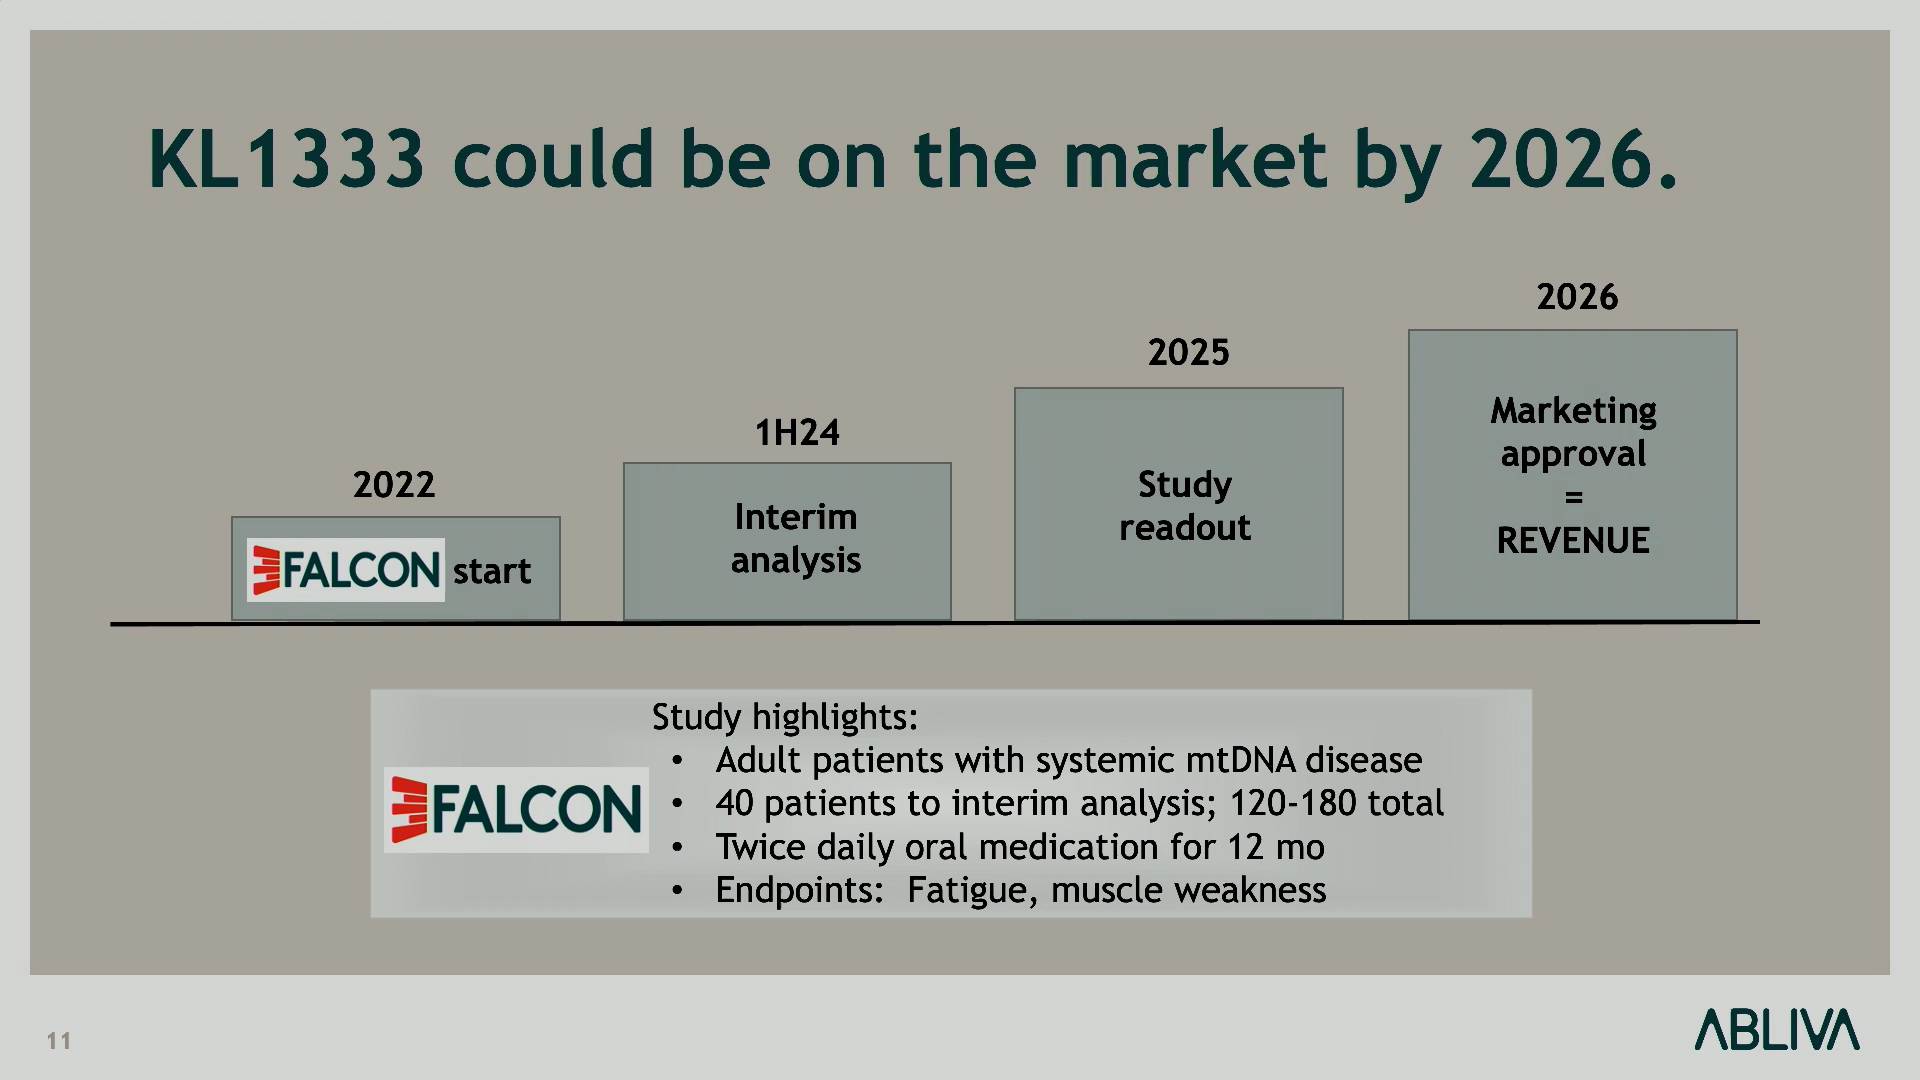 KL1333 could be on the market by 2026.
2022
FALCON start
1H24
Interim
analysis
2025
Study
readout
2026
Marketing
approval
=
REVENUE
FALCON
Study highlights:
• Adult patients with systemic mtDNA disease
• 40 patients to interim analysis; 120-180 total
• Twice daily oral medication for 12 mo
• Endpoints:  Fatigue, muscle weakness
11
ABLIVA